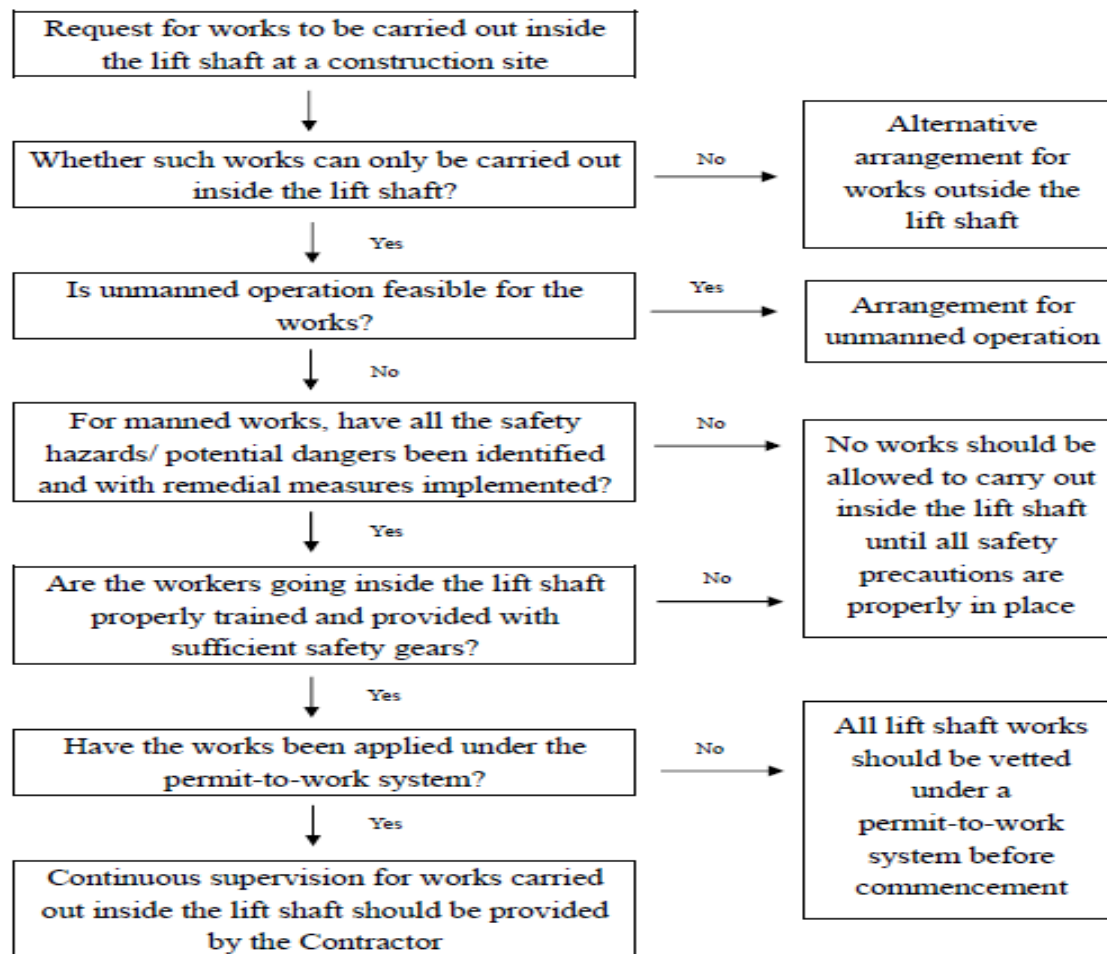 Request for works to be carried out inside
the lift shaft at a construction site
Whether such works can only be carried out
inside the lift shaft?
No
Alternative
arrangement for
works outside the
lift shaft
Yes
Is unmanned operation feasible for the
works?
Yes
Arrangement for
unmanned operation
No
For manned works, have all the safety
hazards/ potential dangers been identified
and with remedial measures implemented?
No
No works should be
allowed to carry out
inside the lift shaft
until all safety
precautions are
properly in place
Yes
Are the workers going inside the lift shaft
properly trained and provided with
sufficient safety gears?
No
Yes
Have the works been applied under the
permit-to-work system?
No
All lift shaft works
should be vetted
under a
permit-to-work
system before
commencement
Yes
Continuous supervision for works carried
out inside the lift shaft should be provided
by the Contractor